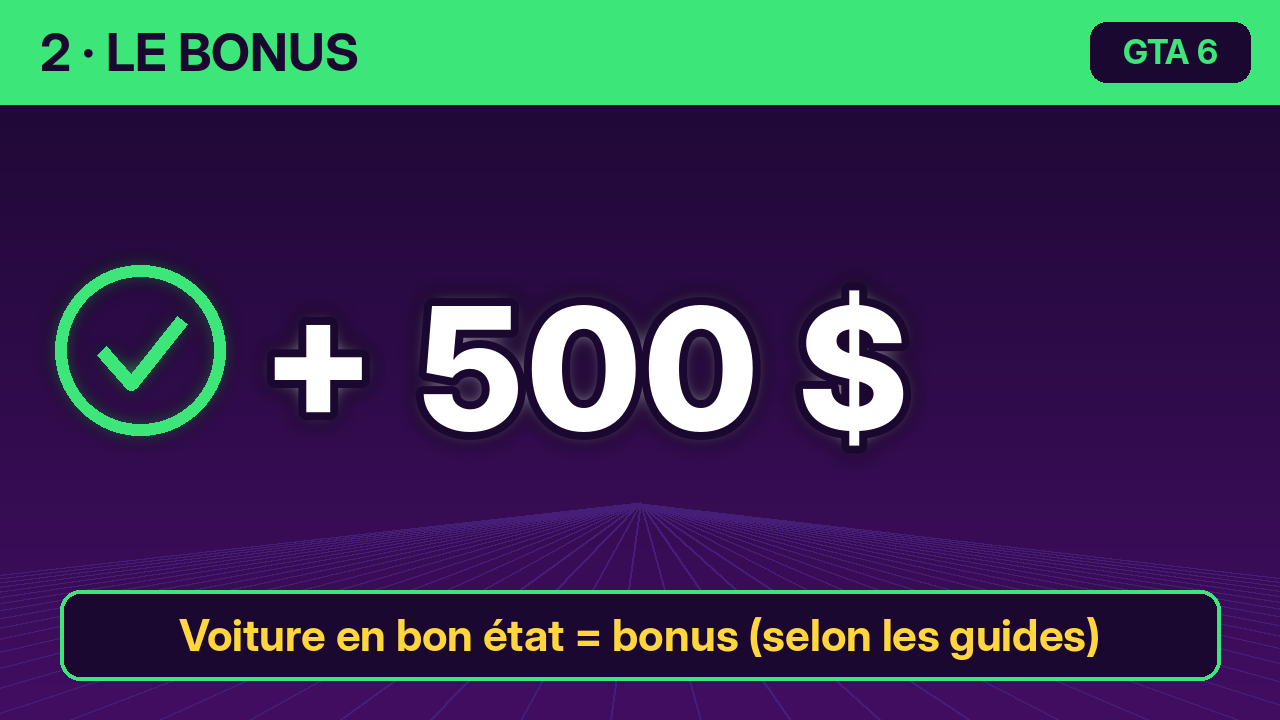 2 · LE BONUS
GTA 6
+ 500 $
Voiture en bon état = bonus (selon les guides)